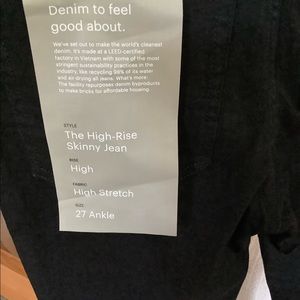 Denim to feel
good about.
We've set out to make the world's cleanest
denim. It's made at a LEED-certified
factory in Vietnam with some of the most
stringent sustainability practices in the
industry, like recycling 98% of its water
and air drying all jeans. What's more:
The facility repurposes denim byproducts
to make bricks for affordable housing.
STYLE
The High-Rise
Skinny Jean
RISE
High
FABRIC
High Stretch
SIZE
27 Ankle